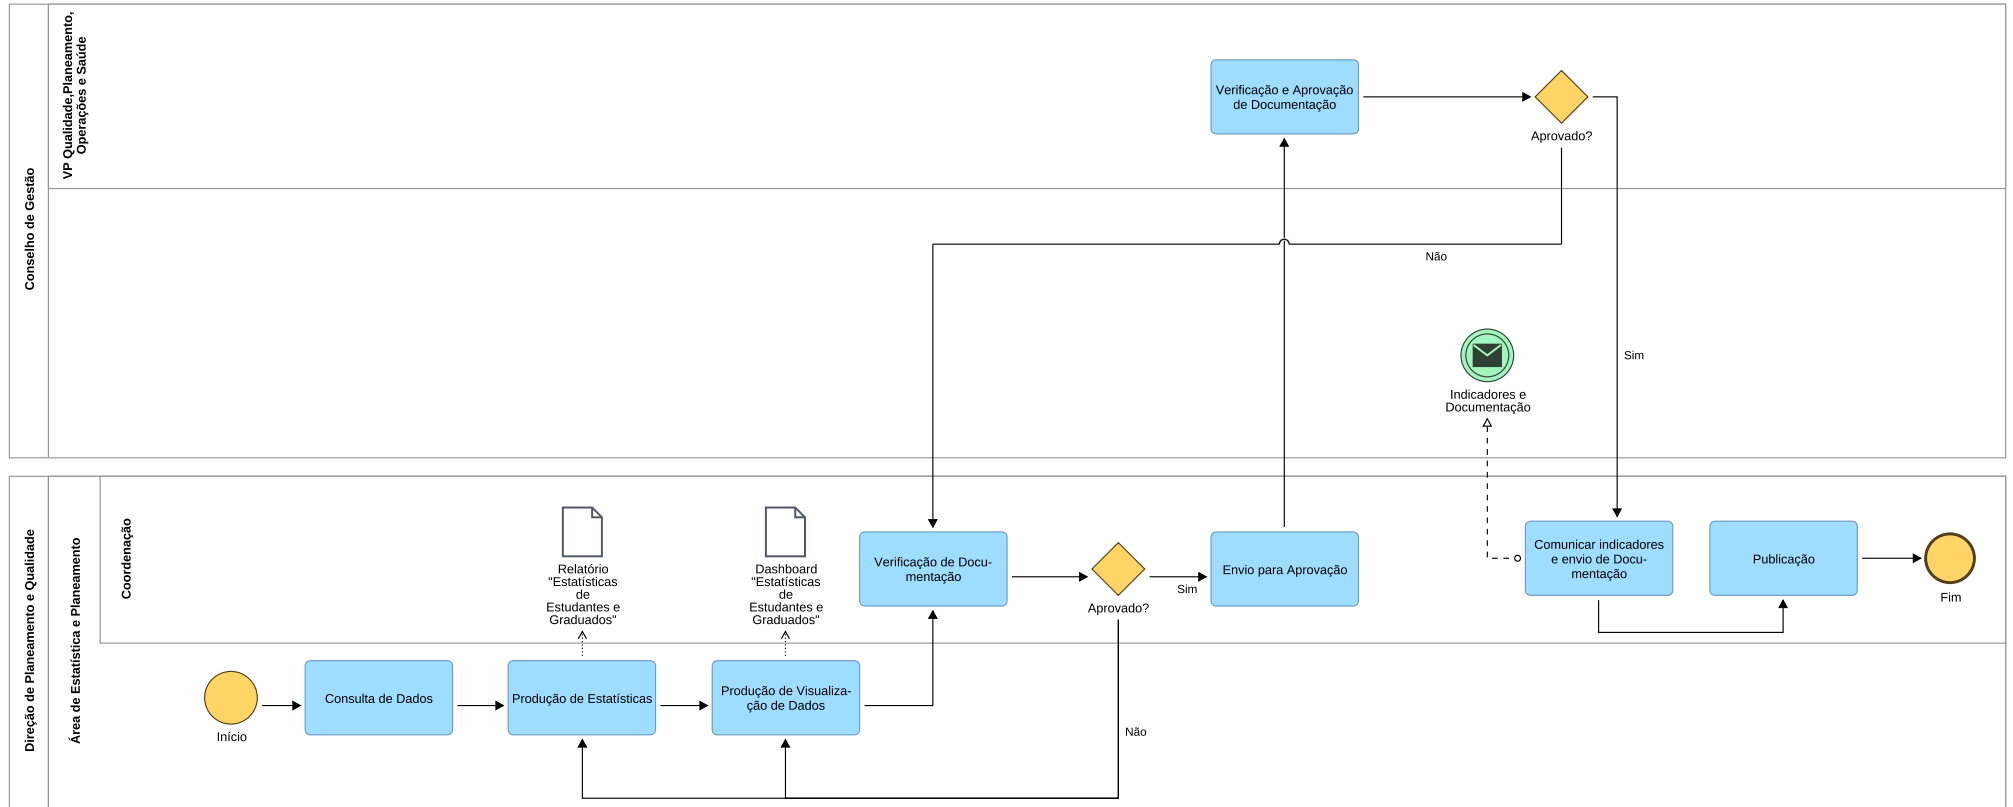 Conselho de Gestão
VP Qualidade,Planeamento,
Operações e Saúde
Verificação e Aprovação
de Documentação
Aprovado?
Não
Sim
Indicadores e
Documentação
Direção de Planeamento e Qualidade
Área de Estatística e Planeamento
Coordenação
Relatório
"Estatísticas
de
Estudantes e
Graduados"
Dashboard
"Estatísticas
de
Estudantes e
Graduados"
Verificação de Docu-
mentação
Aprovado?
Sim
Envio para Aprovação
Comunicar indicadores
e envio de Docu-
mentação
Publicação
Fim
Início
Consulta de Dados
Produção de Estatísticas
Produção de Visualiza-
ção de Dados
Não